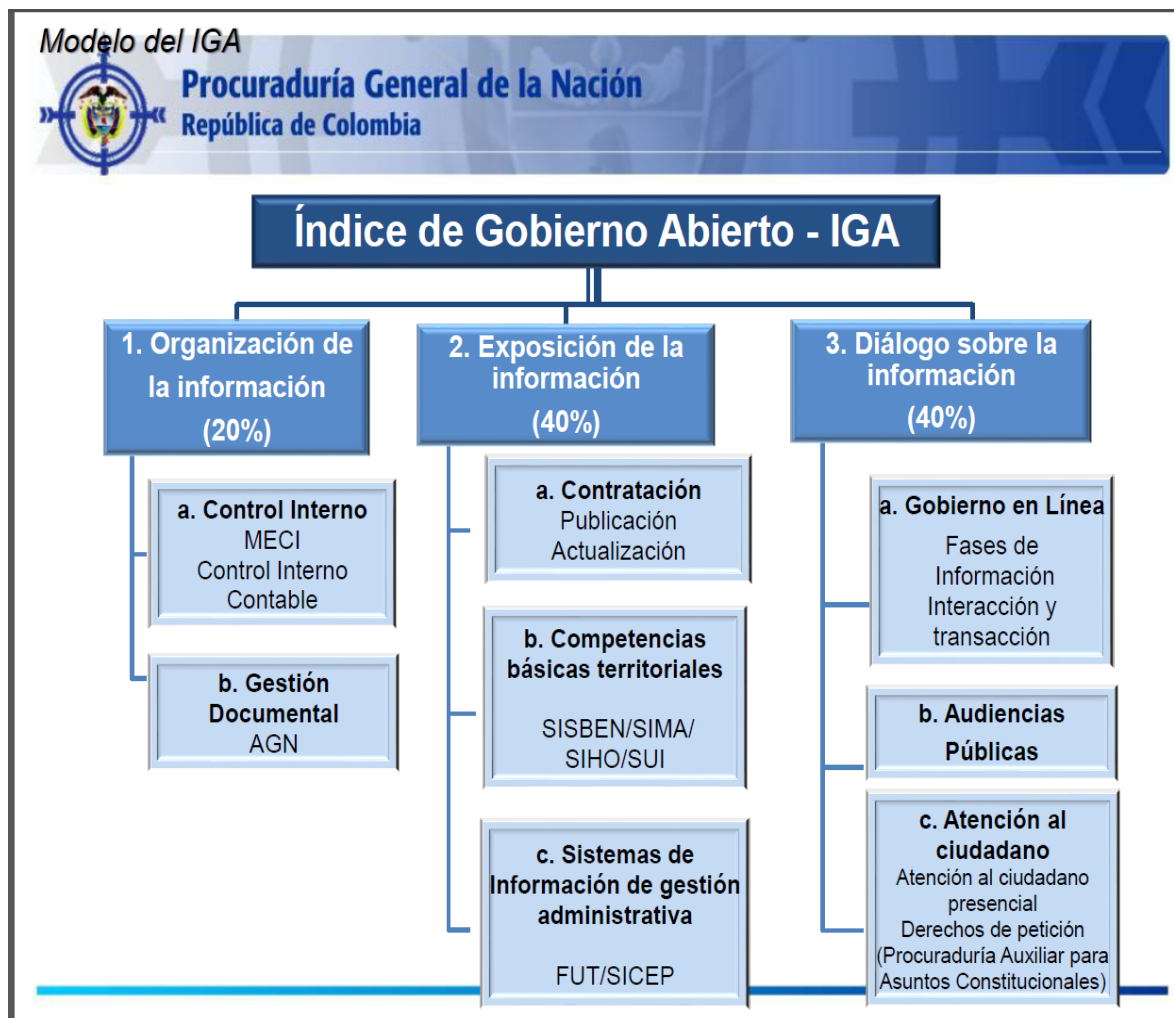 Modelo del IGA
Procuraduría General de la Nación
República de Colombia
Índice de Gobierno Abierto - IGA
1. Organización de
la información
(20%)
a. Control Interno
MECI
Control Interno
Contable
b. Gestión
Documental
AGN
2. Exposición de la
información
(40%)
a. Contratación
Publicación
Actualización
b. Competencias
básicas territoriales
SISBEN/SIMA/
SIHO/SUI
c. Sistemas de
Información de gestión
administrativa
FUT/SICEP
3. Diálogo sobre la
información
(40%)
a. Gobierno en Línea
Fases de
Información
Interacción y
transacción
b. Audiencias
Públicas
c. Atención al
ciudadano
Atención al ciudadano
presencial
Derechos de petición
(Procuraduría Auxiliar para
Asuntos Constitucionales)